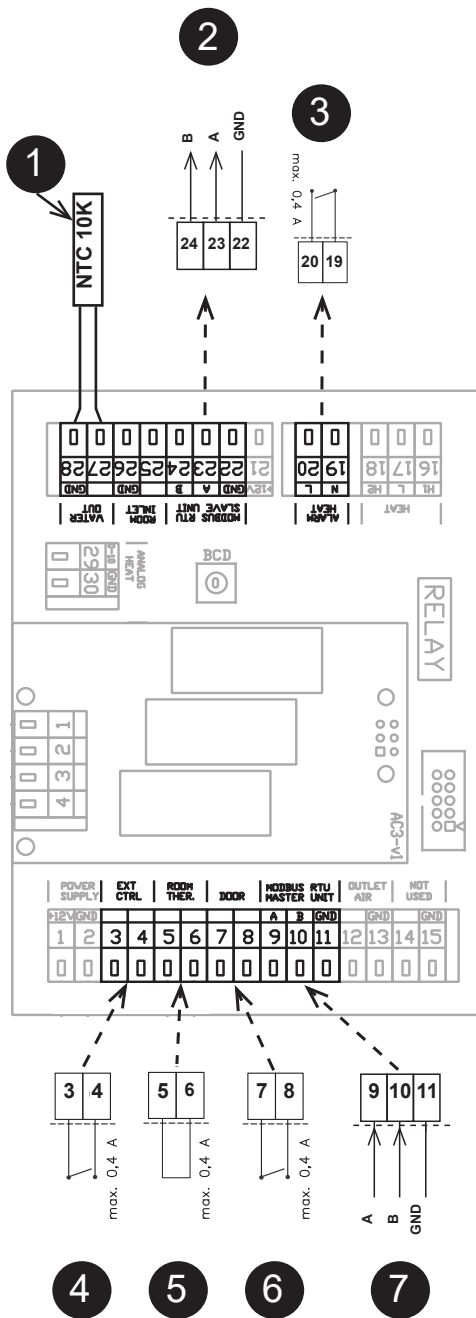 2
3
1
B
A
GND
24 23 22
max. 0,4 A
20 19
NTC 10K
28 27 26 25 24 23 22 21
GND GND B A GND +12V
VATER OUT
ROOM INLET
MODBUS RTU SLAVE UNIT
20 19 18 17 16
L N H2 L H1
ALARM HEAT
HEAT
29 30
0-10 GND
ANALOG HEAT
BCD
0
RELAY
1
2
3
4
AC3-v1
POWER SUPPLY
EXT CTRL
ROOM THER.
DOOR
MODBUS RTU MASTER UNIT
OUTLET AIR
NOT USED
+12V GND A B GND GND GND
1 2 3 4 5 6 7 8 9 10 11 12 13 14 15
3 4
max. 0,4 A
5 6
max. 0,4 A
7 8
max. 0,4 A
9 10 11
A
B
GND
4
5
6
7